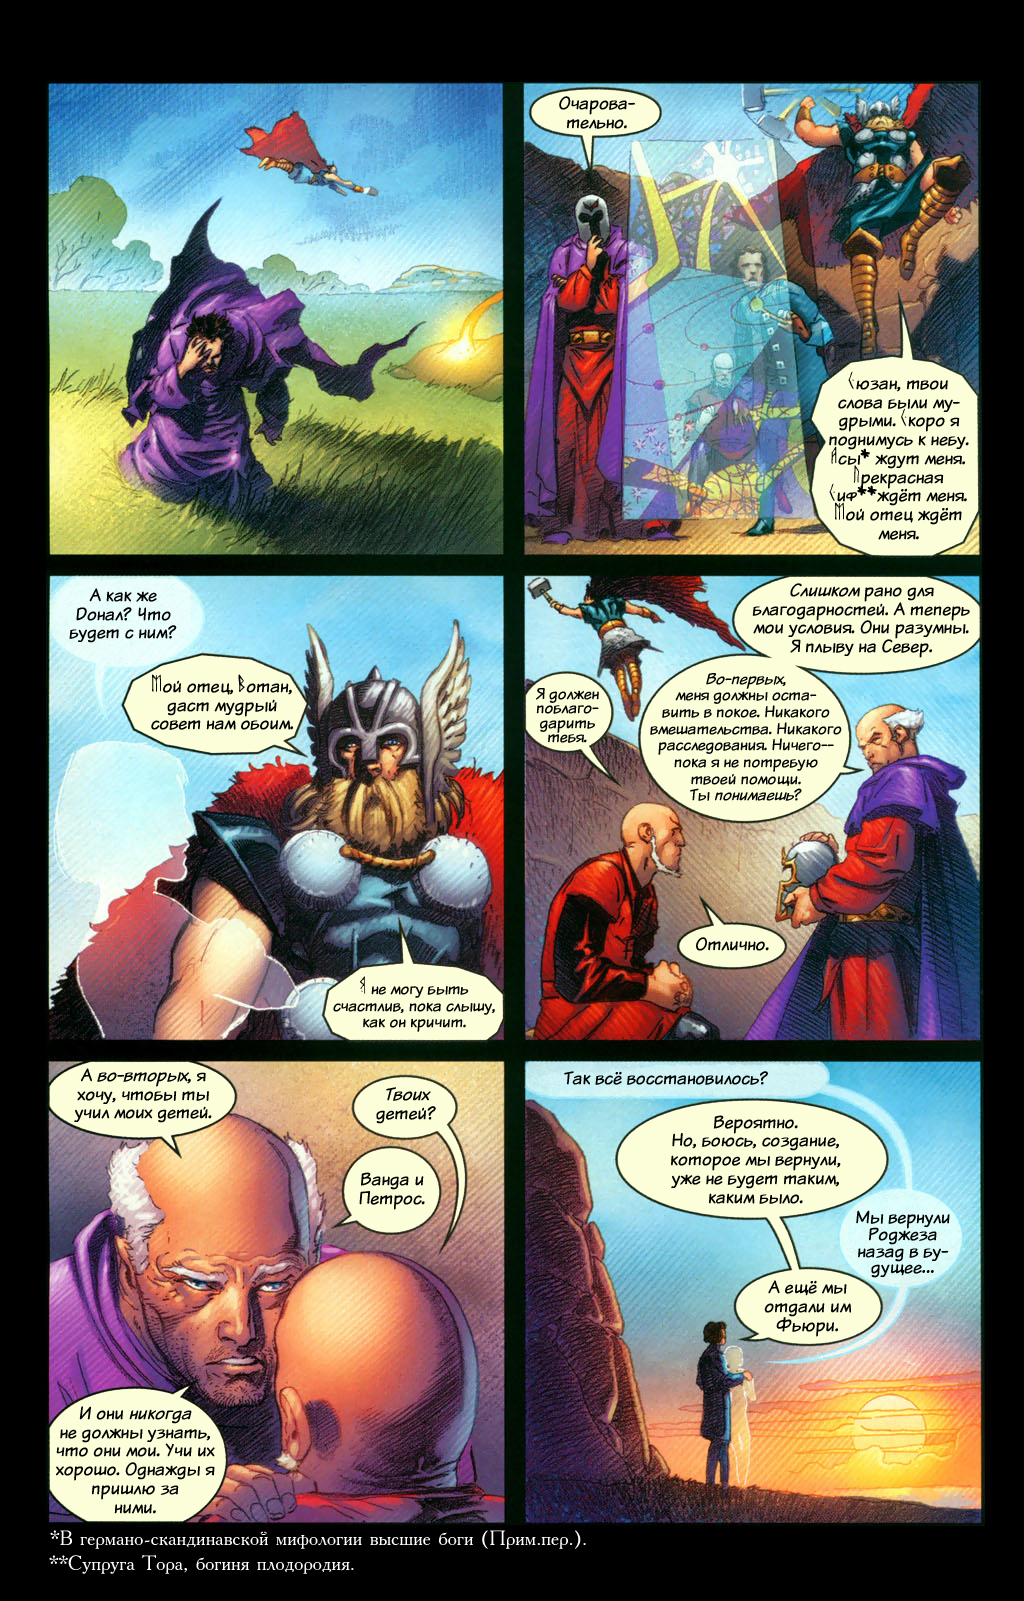 Очарова-
тельно.
Сюзан, твои
слова были му-
дрыми. Скоро я
поднимусь к небу.
Асы* ждут меня.
Прекрасная
Сиф**ждёт меня.
Мой отец ждёт
меня.
А как же
Донал? Что
будет с ним?
Мой отец, Вотан,
даст мудрый
совет нам обоим.
Я не могу быть
счастлив, пока слышу,
как он кричит.
Я должен
поблаго-
дарить
тебя.
Слишком рано для
благодарностей. А теперь
мои условия. Они разумны.
Я плыву на Север.
Во-первых,
меня должны оста-
вить в покое. Никакого
вмешательства. Никакого
расследования. Ничего--
пока я не потребую
твоей помощи.
Ты понимаешь?
Отлично.
А во-вторых, я
хочу, чтобы ты
учил моих детей.
Твоих
детей?
Ванда и
Петрос.
И они никогда
не должны узнать,
что они мои. Учи их
хорошо. Однажды я
пришлю за
ними.
Так всё восстановилось?
Вероятно.
Но, боюсь, создание,
которое мы вернули,
уже не будет таким,
каким было.
Мы вернули
Роджеза
назад в бу-
дущее...
А ещё мы
отдали им
Фьюри.
*В германо-скандинавской мифологии высшие боги (Прим.пер.).
**Супруга Тора, богиня плодородия.